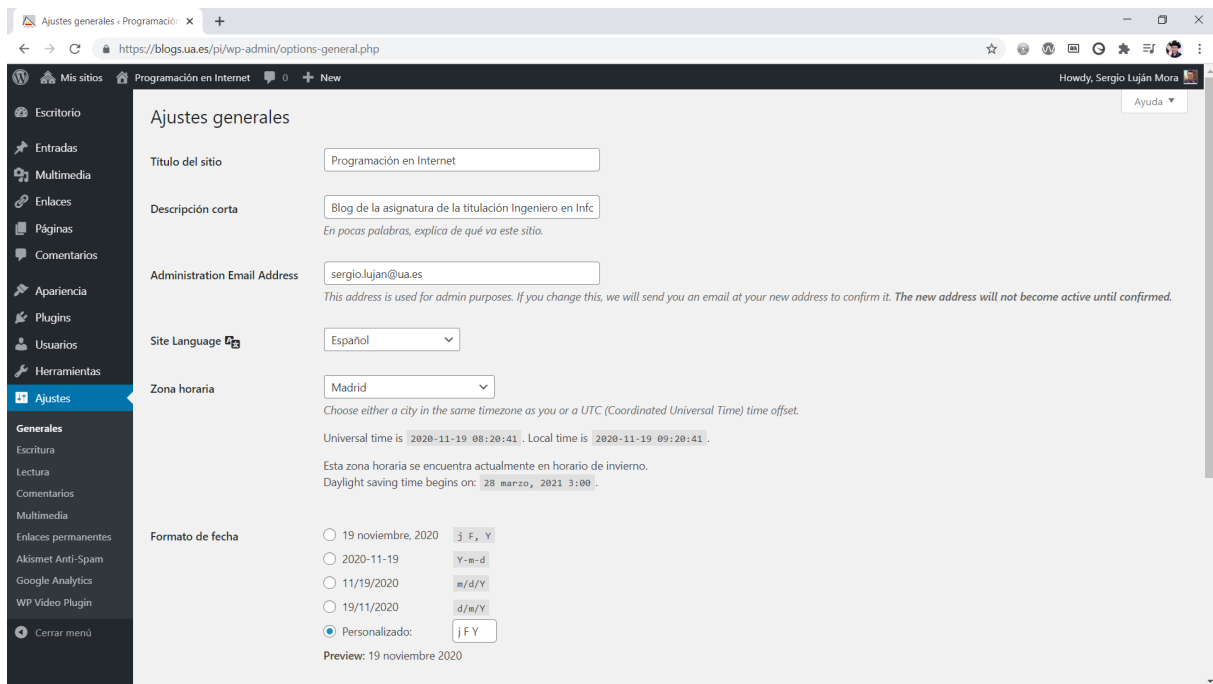 Ajustes generales ‹ Programación
https://blogs.ua.es/pi/wp-admin/options-general.php
Mis sitios Programación en Internet 0 New Howdy, Sergio Luján Mora
Ayuda
Escritorio
Entradas
Multimedia
Enlaces
Páginas
Comentarios
Apariencia
Plugins
Usuarios
Herramientas
Ajustes
Generales
Escritura
Lectura
Comentarios
Multimedia
Enlaces permanentes
Akismet Anti-Spam
Google Analytics
WP Video Plugin
Cerrar menú
Ajustes generales
Título del sitio Programación en Internet
Descripción corta Blog de la asignatura de la titulación Ingeniero en Infc
En pocas palabras, explica de qué va este sitio.
Administration Email Address sergio.lujan@ua.es
This address is used for admin purposes. If you change this, we will send you an email at your new address to confirm it. The new address will not become active until confirmed.
Site Language Español
Zona horaria Madrid
Choose either a city in the same timezone as you or a UTC (Coordinated Universal Time) time offset.
Universal time is 2020-11-19 08:20:41 . Local time is 2020-11-19 09:20:41 .
Esta zona horaria se encuentra actualmente en horario de invierno.
Daylight saving time begins on: 28 marzo, 2021 3:00 .
Formato de fecha 19 noviembre, 2020 j F, Y
2020-11-19 Y-m-d
11/19/2020 m/d/Y
19/11/2020 d/m/Y
Personalizado: j F Y
Preview: 19 noviembre 2020